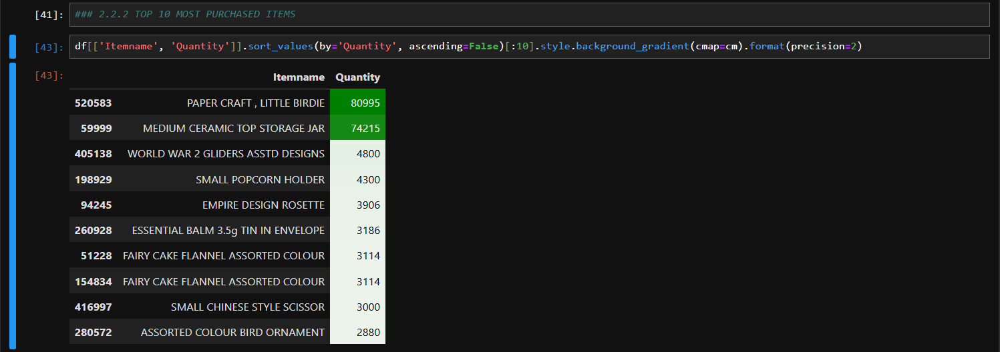 [41]: ### 2.2.2 TOP 10 MOST PURCHASED ITEMS
[43]: df[['Itemname', 'Quantity']].sort_values(by='Quantity', ascending=False)[:10].style.background_gradient(cmap=cm).format(precision=2)
[43]: Itemname Quantity
520583 PAPER CRAFT , LITTLE BIRDIE 80995
59999 MEDIUM CERAMIC TOP STORAGE JAR 74215
405138 WORLD WAR 2 GLIDERS ASSTD DESIGNS 4800
198929 SMALL POPCORN HOLDER 4300
94245 EMPIRE DESIGN ROSETTE 3906
260928 ESSENTIAL BALM 3.5g TIN IN ENVELOPE 3186
51228 FAIRY CAKE FLANNEL ASSORTED COLOUR 3114
154834 FAIRY CAKE FLANNEL ASSORTED COLOUR 3114
416997 SMALL CHINESE STYLE SCISSOR 3000
280572 ASSORTED COLOUR BIRD ORNAMENT 2880